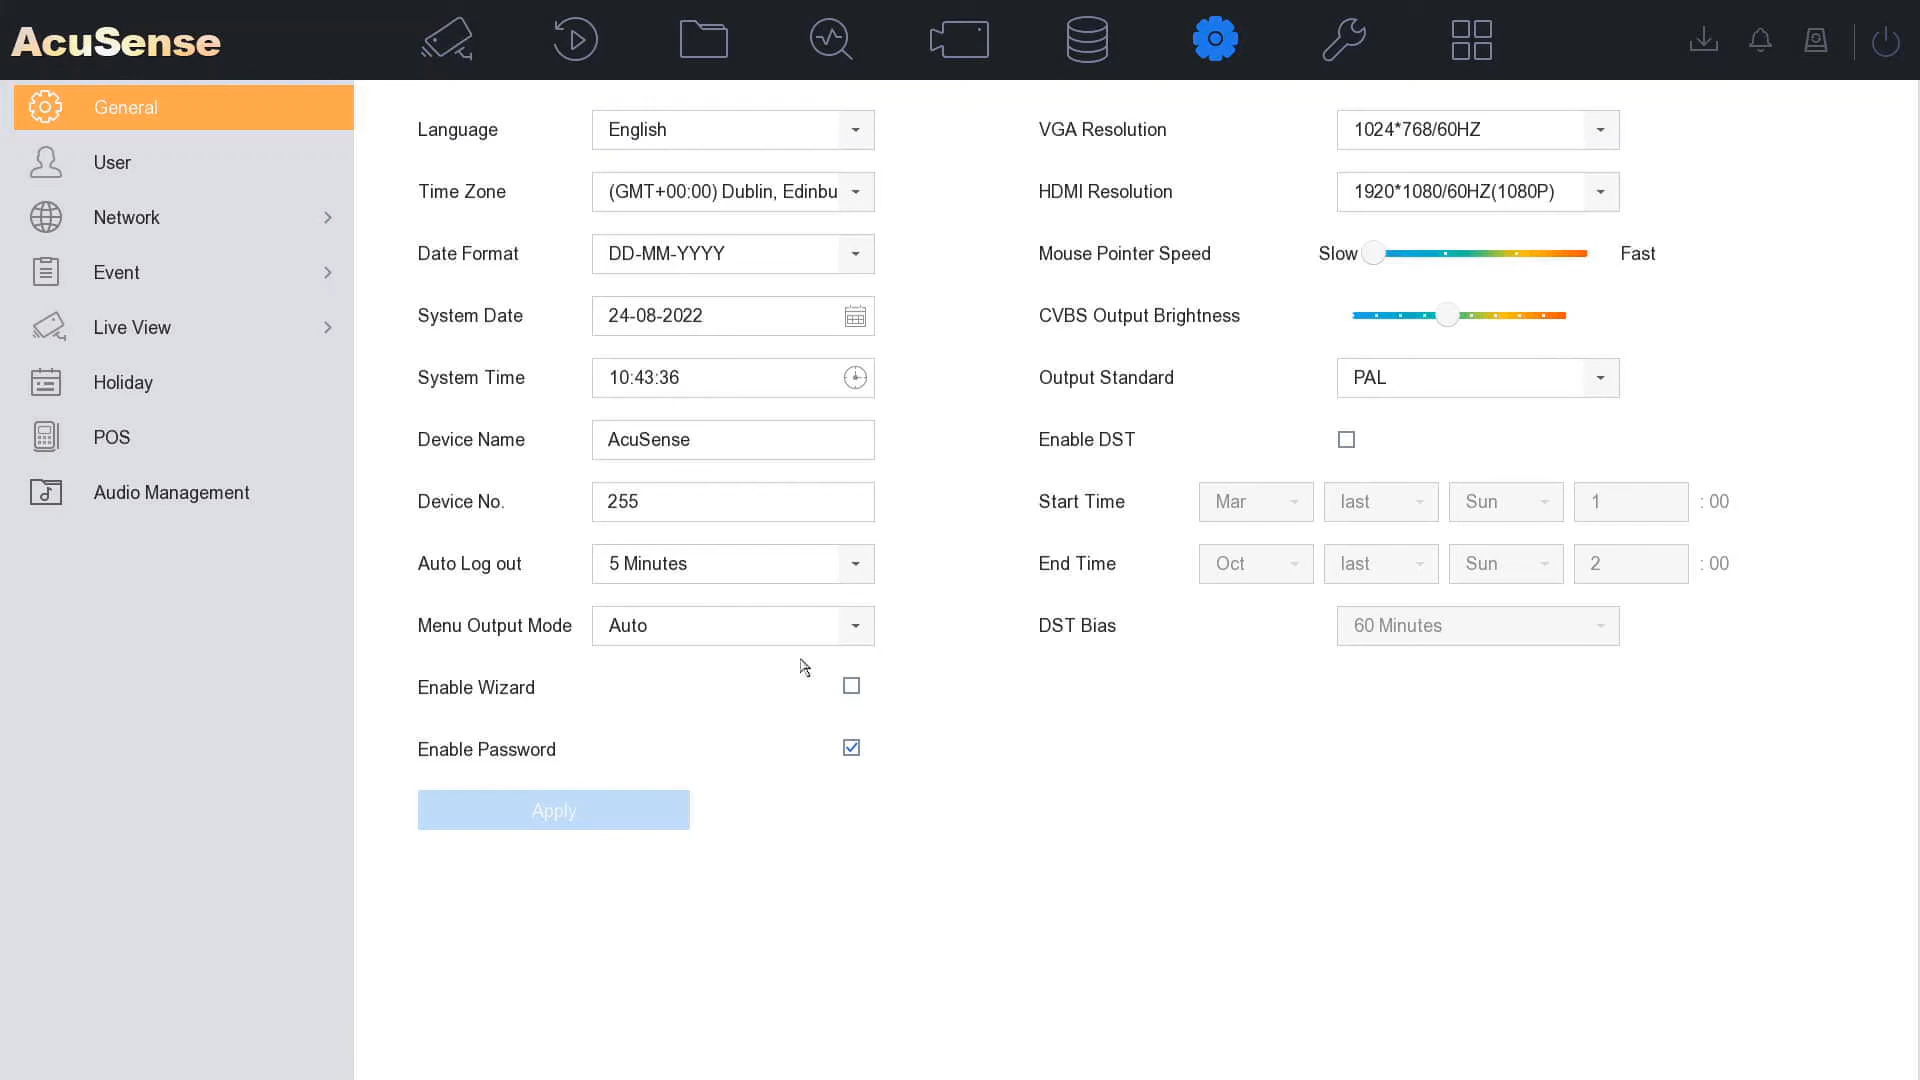 AcuSense
General
User
Network
Event
Live View
Holiday
POS
Audio Management
Language English
Time Zone (GMT+00:00) Dublin, Edinbu
Date Format DD-MM-YYYY
System Date 24-08-2022
System Time 10:43:36
Device Name AcuSense
Device No. 255
Auto Log out 5 Minutes
Menu Output Mode Auto
Enable Wizard
Enable Password
Apply
VGA Resolution 1024*768/60HZ
HDMI Resolution 1920*1080/60HZ(1080P)
Mouse Pointer Speed Slow Fast
CVBS Output Brightness
Output Standard PAL
Enable DST
Start Time Mar last Sun 1 : 00
End Time Oct last Sun 2 : 00
DST Bias 60 Minutes